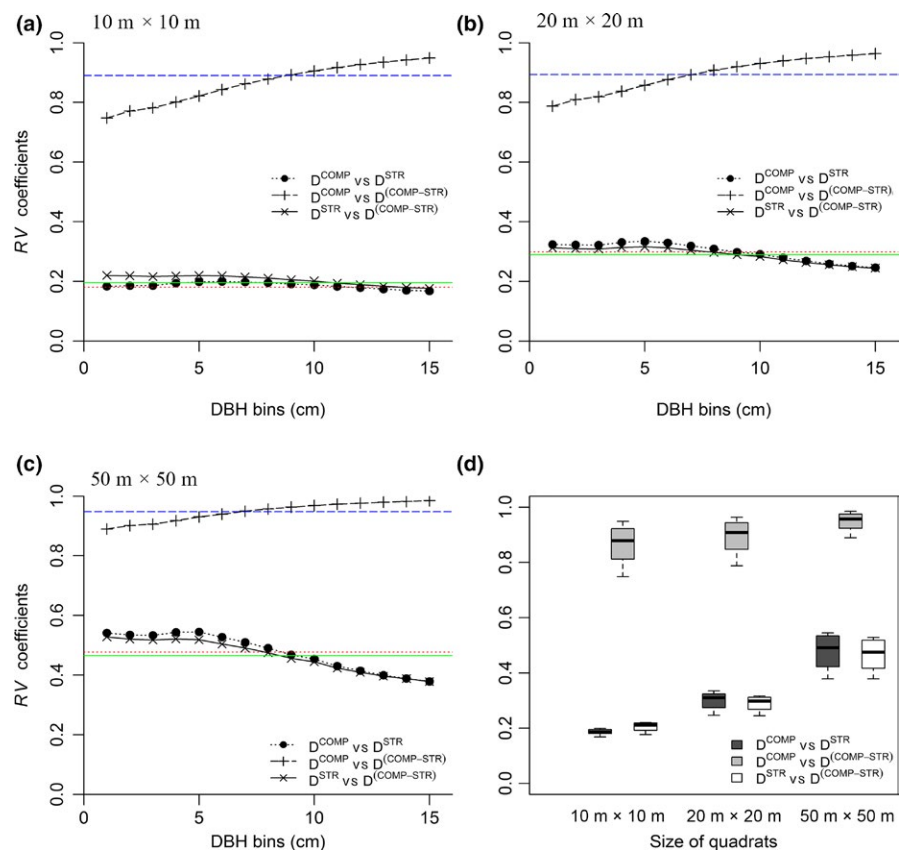 (a) 10 m × 10 m
RV coefficients
1.0
0.8
0.6
0.4
0.2
0.0
D^COMP vs D^STR
D^COMP vs D^(COMP–STR)
D^STR vs D^(COMP–STR)
0 5 10 15
DBH bins (cm)
(b) 20 m × 20 m
1.0
0.8
0.6
0.4
0.2
0.0
D^COMP vs D^STR
D^COMP vs D^(COMP–STR)
D^STR vs D^(COMP–STR)
0 5 10 15
DBH bins (cm)
(c) 50 m × 50 m
RV coefficients
1.0
0.8
0.6
0.4
0.2
0.0
D^COMP vs D^STR
D^COMP vs D^(COMP–STR)
D^STR vs D^(COMP–STR)
0 5 10 15
DBH bins (cm)
(d)
1.0
0.8
0.6
0.4
0.2
0.0
D^COMP vs D^STR
D^COMP vs D^(COMP–STR)
D^STR vs D^(COMP–STR)
10 m × 10 m 20 m × 20 m 50 m × 50 m
Size of quadrats